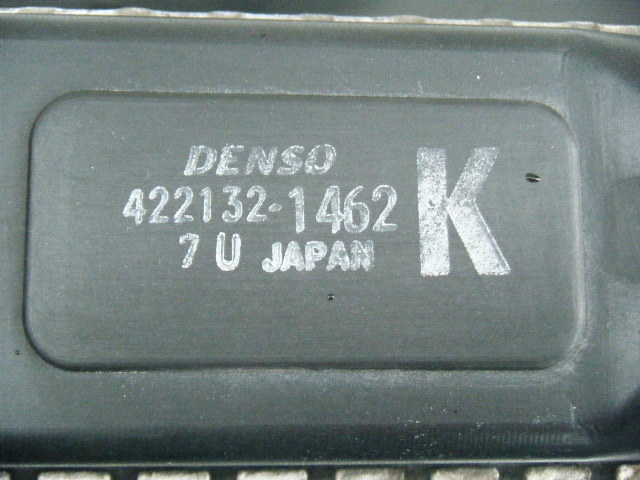 DENSO
422132-1462
7 U JAPAN
K